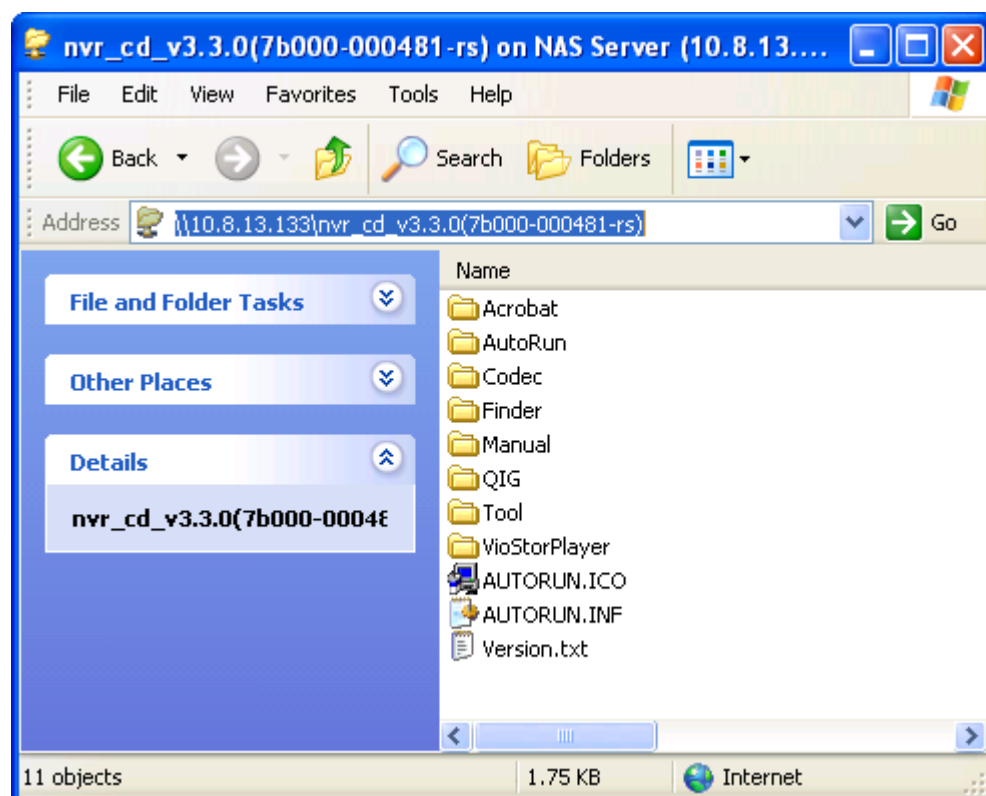 nvr_cd_v3.3.0(7b000-000481-rs) on NAS Server (10.8.13....
File Edit View Favorites Tools Help
Back Search Folders
Address \\10.8.13.133\nvr_cd_v3.3.0(7b000-000481-rs) Go
Name
File and Folder Tasks
Other Places
Details
nvr_cd_v3.3.0(7b000-00048
Acrobat
AutoRun
Codec
Finder
Manual
QIG
Tool
VioStorPlayer
AUTORUN.ICO
AUTORUN.INF
Version.txt
11 objects 1.75 KB Internet